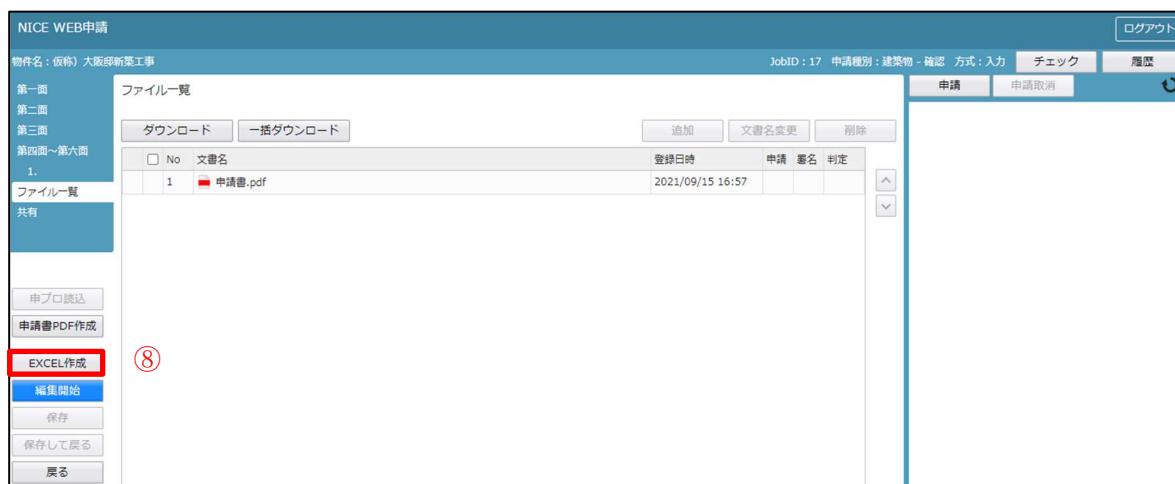 NICE WEB申請
ログアウト
物件名:仮称）大阪邸新築工事
JobID:17 申請種別:建築物 - 確認 方式:入力 チェック 履歴
第一面
第二面
第三面
第四面～第六面
1.
ファイル一覧
共有
ファイル一覧
ダウンロード 一括ダウンロード 追加 文書名変更 削除
No 文書名 登録日時 申請 署名 判定
1 申請書.pdf 2021/09/15 16:57
申請 申請取消
申プロ読込
申請書PDF作成
EXCEL作成 ⑧
編集開始
保存
保存して戻る
戻る